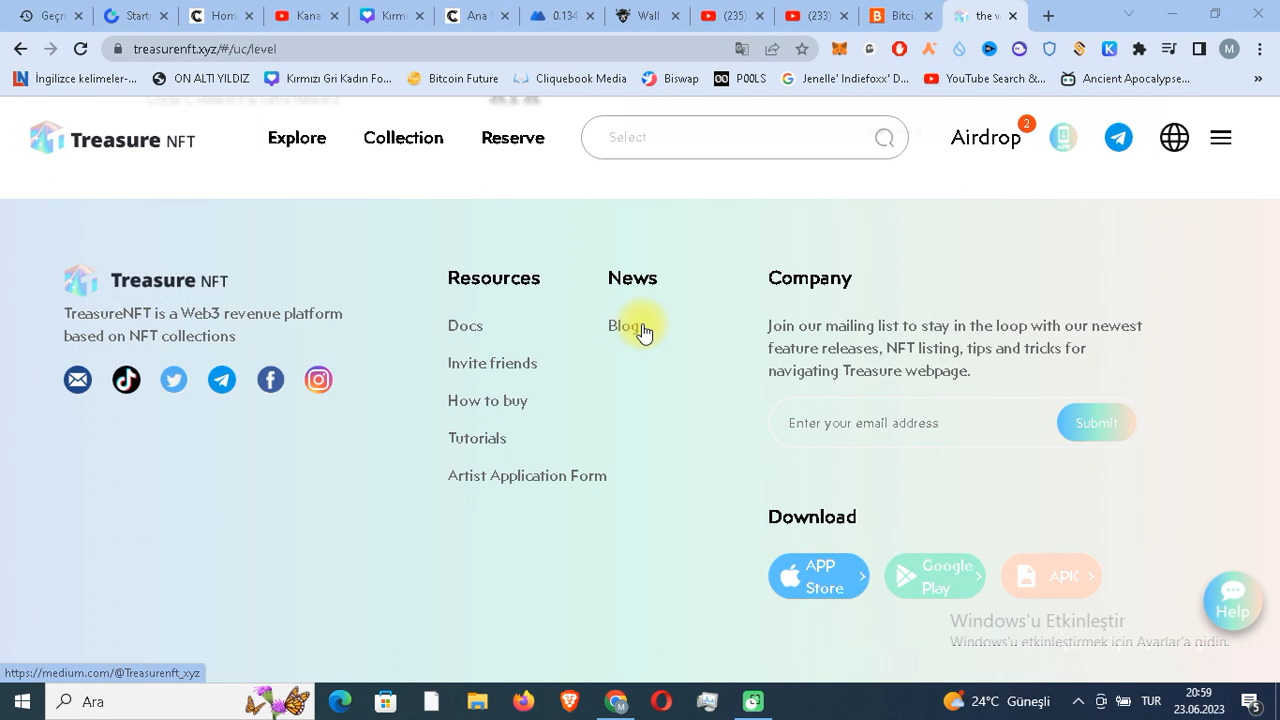 Geçm
Start
Hom
Kana
Kırmı
Ana S
0.134
Wall
(235)
(233)
Bitci
the v
treasurenft.xyz/#/uc/level
M
İngilizce kelimeler-...
ON ALTI YILDIZ
Kırmızı Gri Kadın Fo...
Bitcoin Future
Cliquebook Media
Biswap
P00LS
Jenelle' Indiefoxx' D...
YouTube Search &...
Ancient Apocalypse...
»
Treasure NFT
Explore
Collection
Reserve
Select
Airdrop
2
APP
Treasure NFT
TreasureNFT is a Web3 revenue platform
based on NFT collections
Resources
Docs
Invite friends
How to buy
Tutorials
Artist Application Form
News
Blog
Company
Join our mailing list to stay in the loop with our newest
feature releases, NFT listing, tips and tricks for
navigating Treasure webpage.
Enter your email address
Submit
Download
APP
Store
Google
Play
APK
Help
Windows'u Etkinleştir
Windows'u etkinleştirmek için Ayarlar'a gidin.
https://medium.com/@Treasurenft_xyz
Ara
24°C Güneşli
TUR
20:59
23.06.2023
5